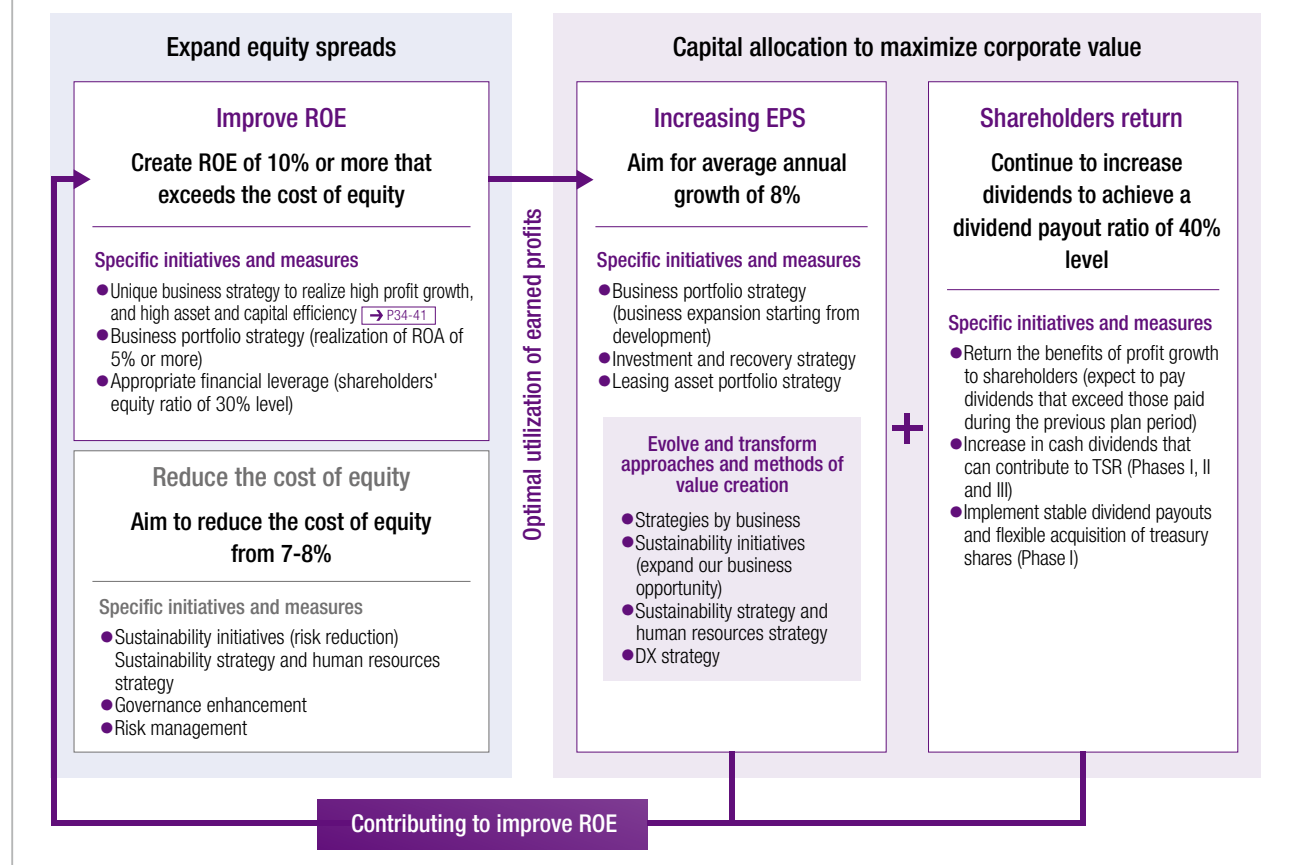 Expand equity spreads
Improve ROE
Create ROE of 10% or more that
exceeds the cost of equity
Specific initiatives and measures
●Unique business strategy to realize high profit growth,
and high asset and capital efficiency → P34-41
●Business portfolio strategy (realization of ROA of
5% or more)
●Appropriate financial leverage (shareholders'
equity ratio of 30% level)
Reduce the cost of equity
Aim to reduce the cost of equity
from 7-8%
Specific initiatives and measures
●Sustainability initiatives (risk reduction)
Sustainability strategy and human resources
strategy
●Governance enhancement
●Risk management
Optimal utilization of earned profits
Capital allocation to maximize corporate value
Increasing EPS
Aim for average annual
growth of 8%
Specific initiatives and measures
●Business portfolio strategy
(business expansion starting from
development)
●Investment and recovery strategy
●Leasing asset portfolio strategy
Evolve and transform
approaches and methods of
value creation
●Strategies by business
●Sustainability initiatives
(expand our business
opportunity)
●Sustainability strategy and
human resources strategy
●DX strategy
+
Shareholders return
Continue to increase
dividends to achieve a
dividend payout ratio of 40%
level
Specific initiatives and measures
●Return the benefits of profit growth
to shareholders (expect to pay
dividends that exceed those paid
during the previous plan period)
●Increase in cash dividends that
can contribute to TSR (Phases I, II
and III)
●Implement stable dividend payouts
and flexible acquisition of treasury
shares (Phase I)
Contributing to improve ROE